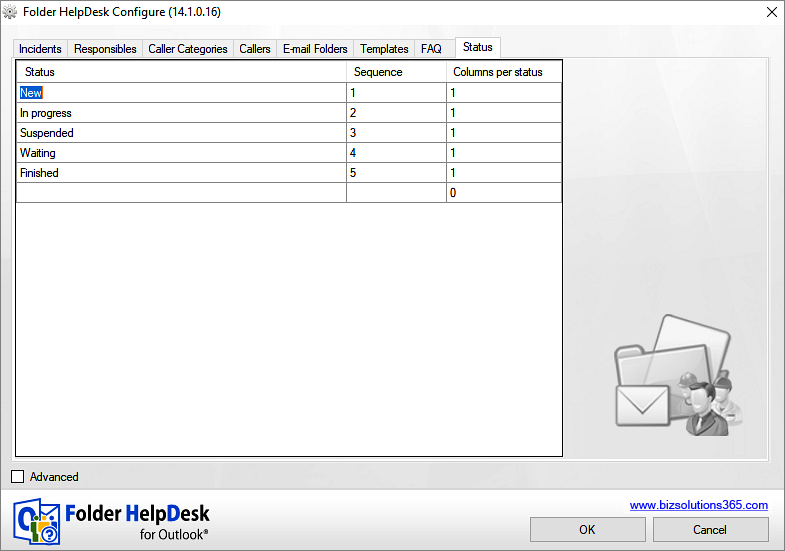 Folder HelpDesk Configure (14.1.0.16)
Incidents Responsibles Caller Categories Callers E-mail Folders Templates FAQ Status
Status Sequence Columns per status
New 1 1
In progress 2 1
Suspended 3 1
Waiting 4 1
Finished 5 1
0
Advanced
Folder HelpDesk
for Outlook®
www.bizsolutions365.com
OK Cancel